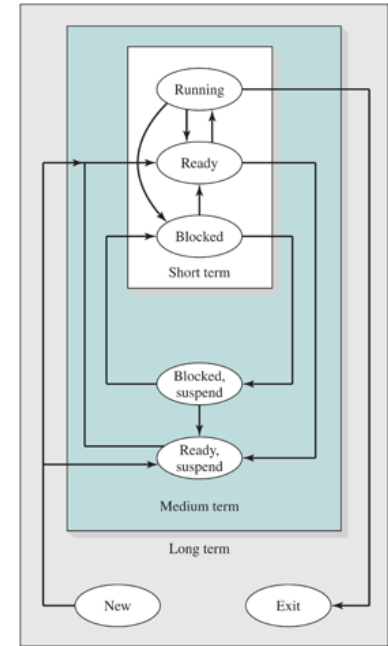 Running
Ready
Blocked
Short term
Blocked,
suspend
Ready,
suspend
Medium term
Long term
New
Exit